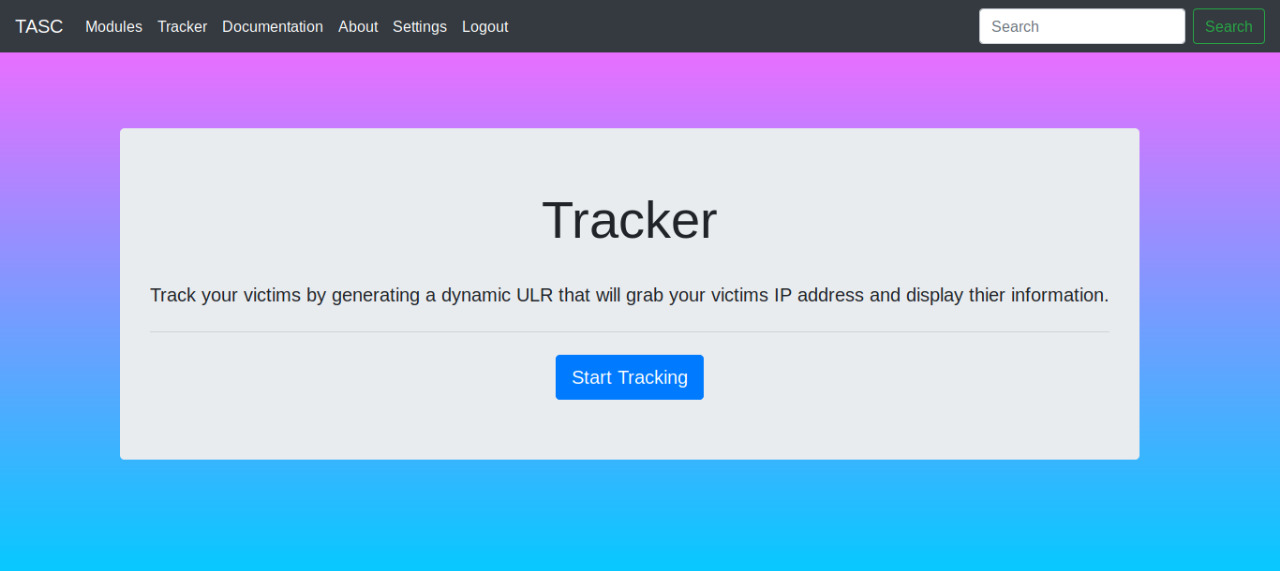 TASC Modules Tracker Documentation About Settings Logout Search Search
Tracker
Track your victims by generating a dynamic ULR that will grab your victims IP address and display thier information.
Start Tracking